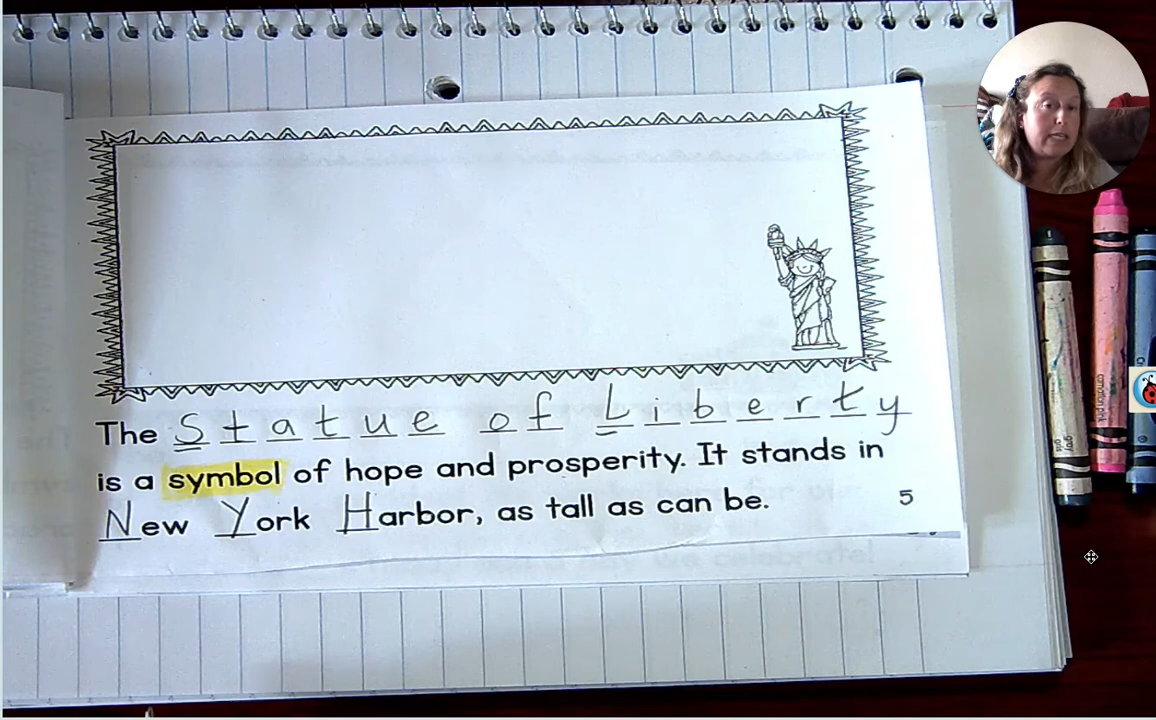 The Statue of Liberty
is a symbol of hope and prosperity. It stands in
New York Harbor, as tall as can be.
5